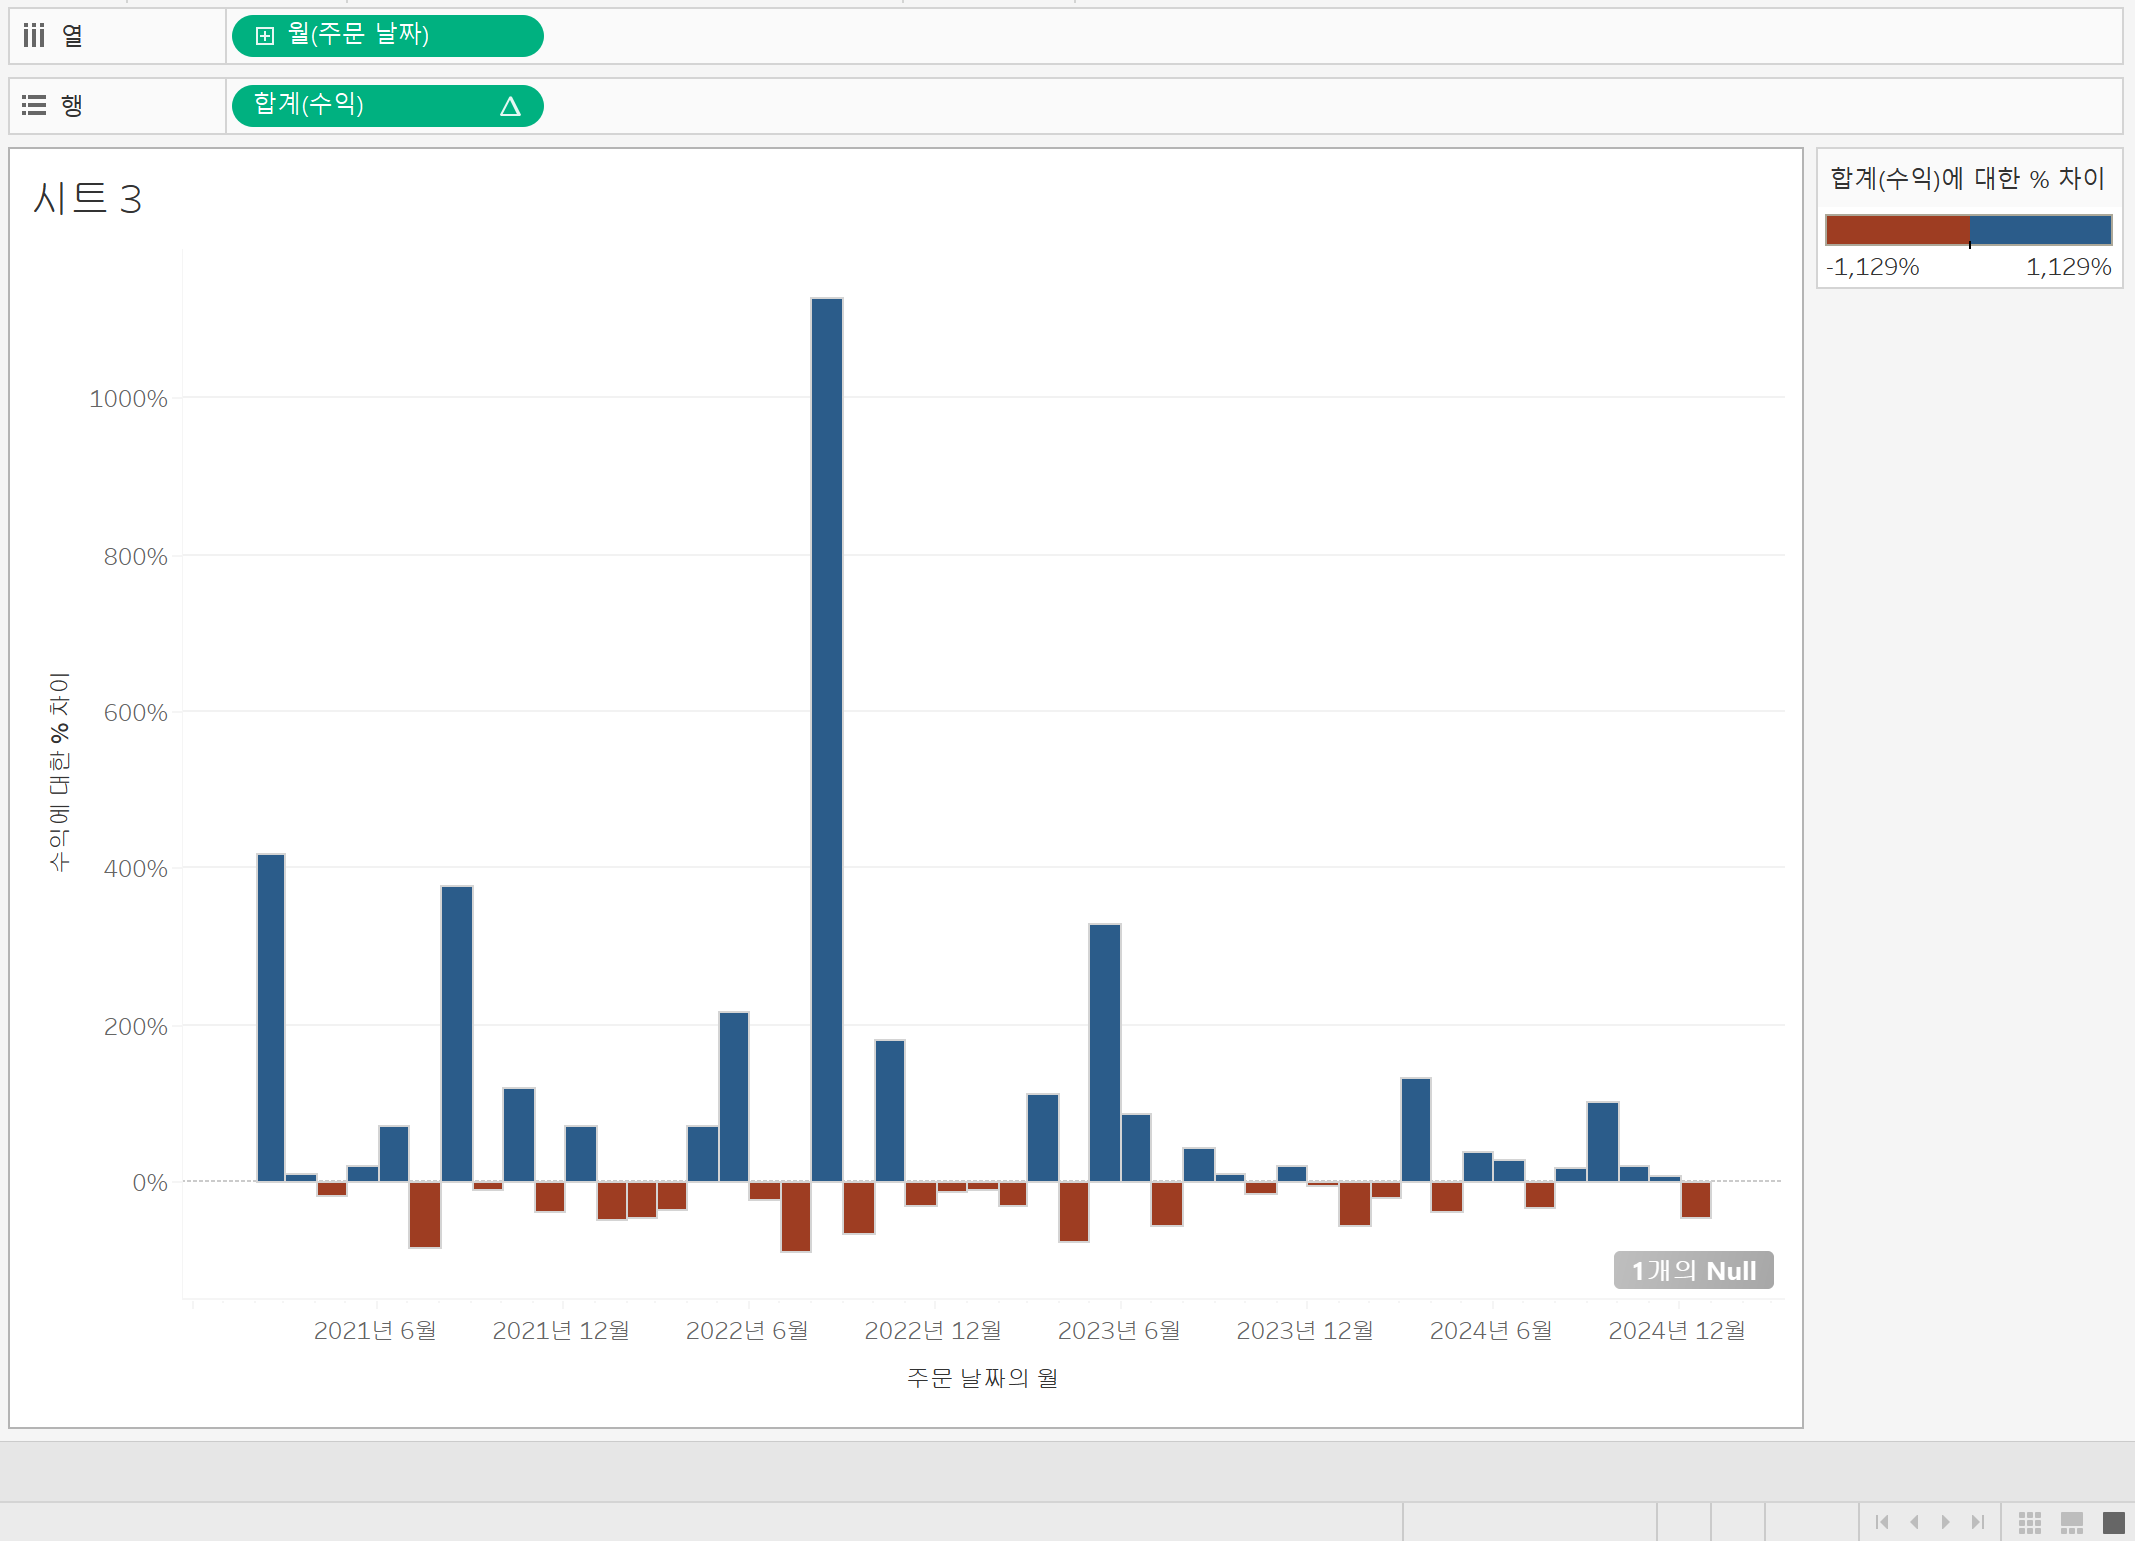 열
월(주문 날짜)
행
합계(수익)
시트 3
합계(수익)에 대한 % 차이
-1,129%
1,129%
수익에 대한 % 차이
1000%
800%
600%
400%
200%
0%
1개의 Null
2021년 6월
2021년 12월
2022년 6월
2022년 12월
2023년 6월
2023년 12월
2024년 6월
2024년 12월
주문 날짜의 월